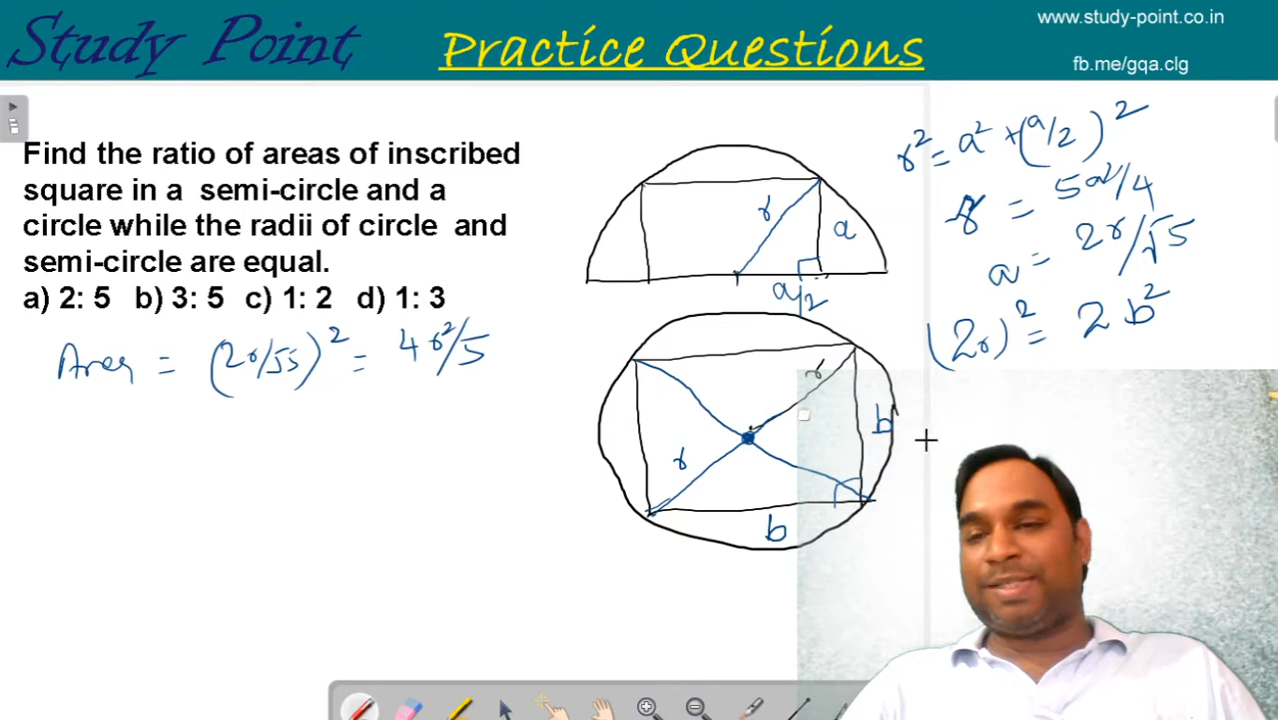 Study Point
Practice Questions
www.study-point.co.in
fb.me/gqa.clg
Find the ratio of areas of inscribed
square in a semi-circle and a
circle while the radii of circle and
semi-circle are equal.
a) 2: 5 b) 3: 5 c) 1: 2 d) 1: 3
Area = (2r/√5)² = 4r²/5
r
a
a/2
r
r
b
b
r² = a² + (a/2)²
= 5a²/4
a = 2r/√5
(2r)² = 2b²